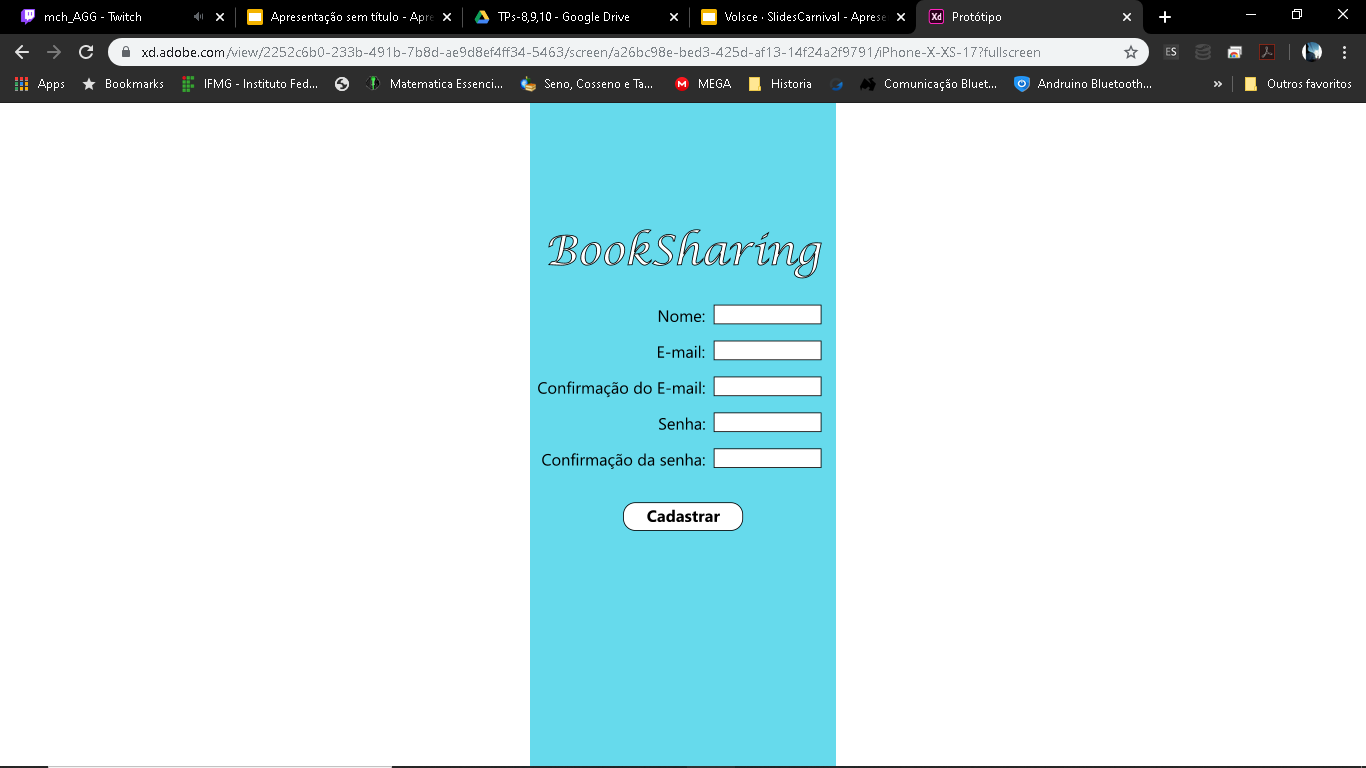 mch_AGG - Twitch
Apresentação sem título - Apre
TPs-8,9,10 - Google Drive
Volsce · SlidesCarnival - Aprese
Xd Protótipo
xd.adobe.com/view/2252c6b0-233b-491b-7b8d-ae9d8ef4ff34-5463/screen/a26bc98e-bed3-425d-af13-14f24a2f9791/iPhone-X-XS-17?fullscreen
ES
Apps
Bookmarks
IFMG - Instituto Fed...
Matematica Essenci...
Seno, Cosseno e Ta...
MEGA
Historia
Comunicação Bluet...
Andruino Bluetooth...
»
Outros favoritos
BookSharing
Nome:
E-mail:
Confirmação do E-mail:
Senha:
Confirmação da senha:
Cadastrar